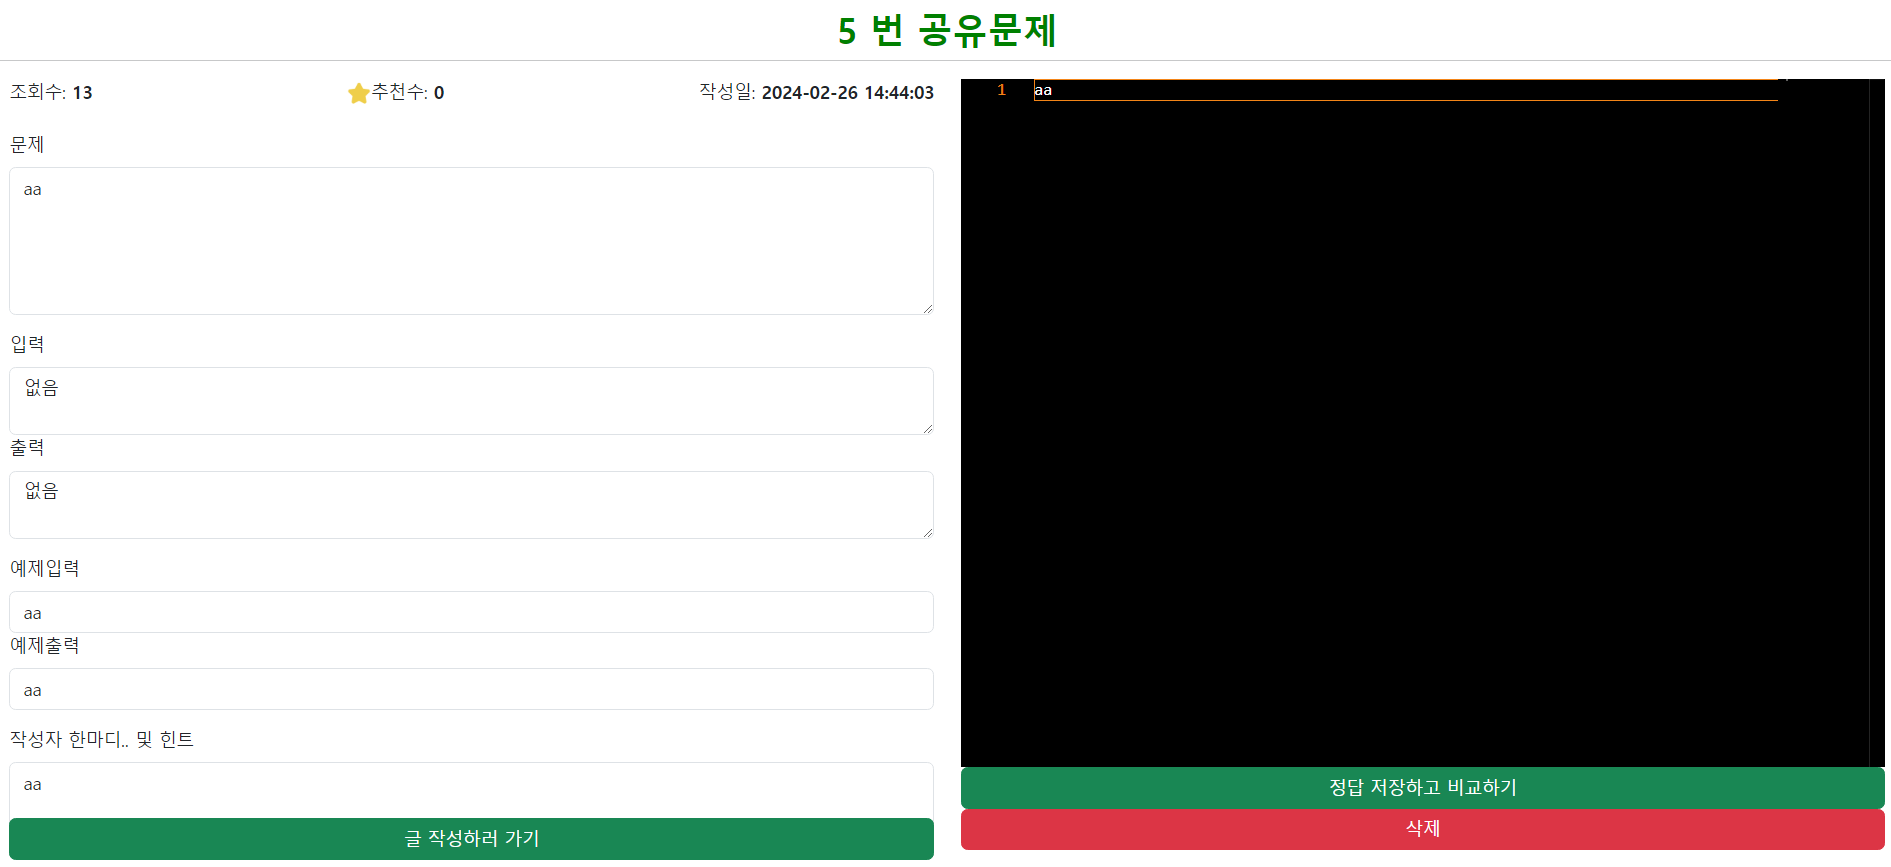 5 번 공유문제
조회수: 13
추천수: 0
작성일: 2024-02-26 14:44:03
문제
aa
입력
없음
출력
없음
예제입력
aa
예제출력
aa
작성자 한마디.. 및 힌트
aa
글 작성하러 가기
1 aa
정답 저장하고 비교하기
삭제